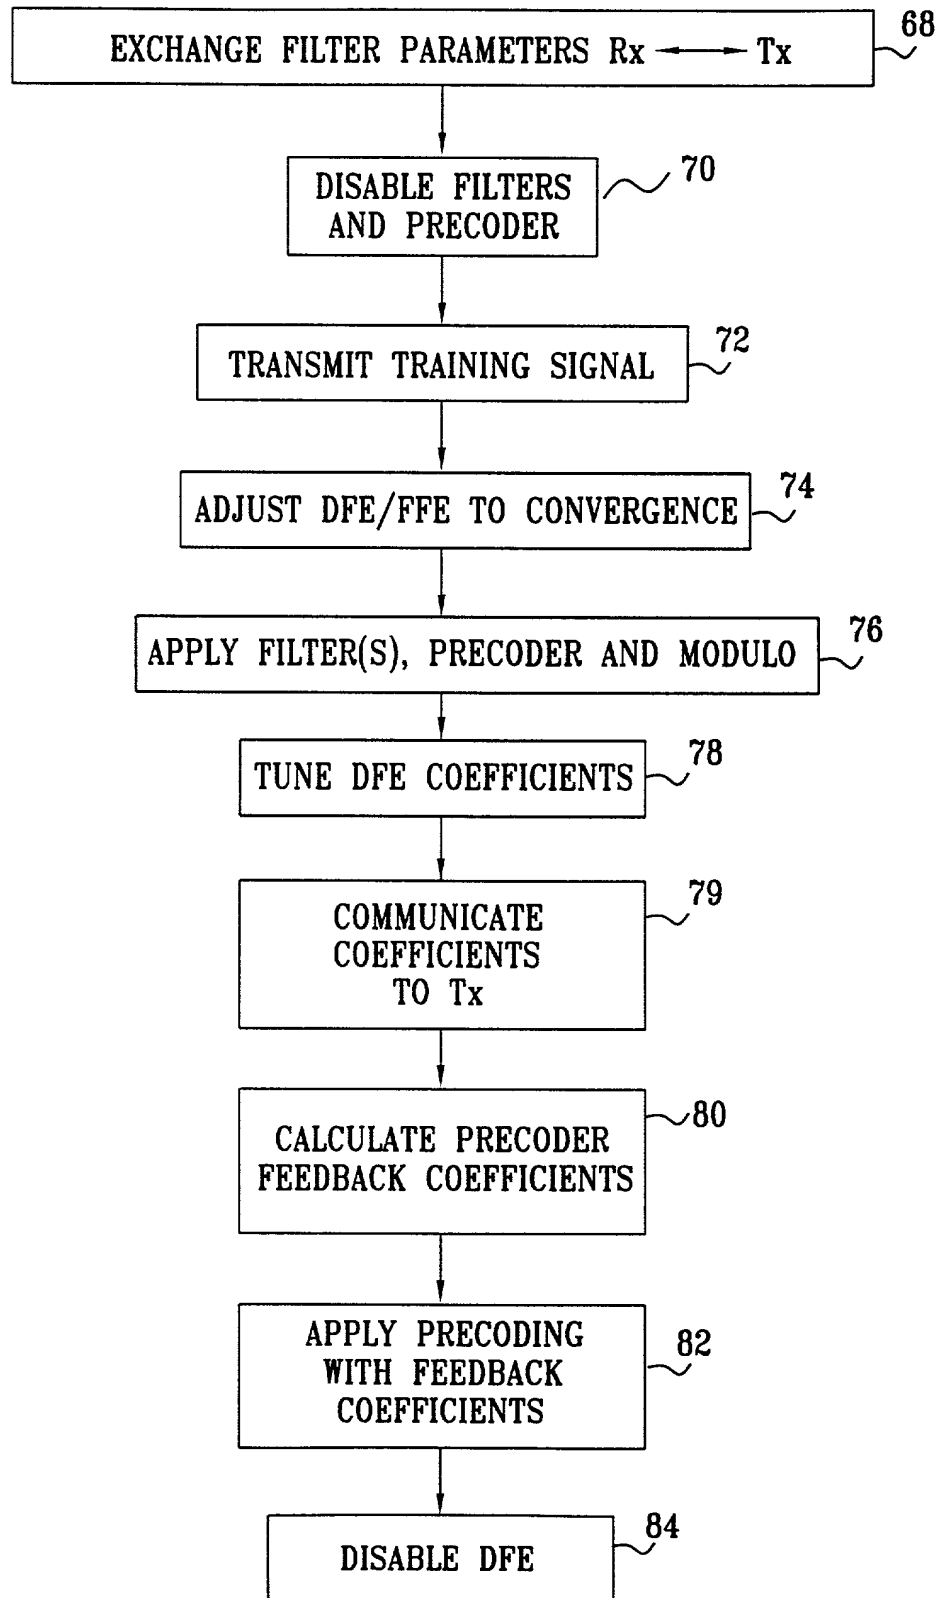 68
EXCHANGE FILTER PARAMETERS Rx ⟷ Tx
70
DISABLE FILTERS
AND PRECODER
72
TRANSMIT TRAINING SIGNAL
74
ADJUST DFE/FFE TO CONVERGENCE
76
APPLY FILTER(S), PRECODER AND MODULO
78
TUNE DFE COEFFICIENTS
79
COMMUNICATE
COEFFICIENTS
TO Tx
80
CALCULATE PRECODER
FEEDBACK COEFFICIENTS
82
APPLY PRECODING
WITH FEEDBACK
COEFFICIENTS
84
DISABLE DFE